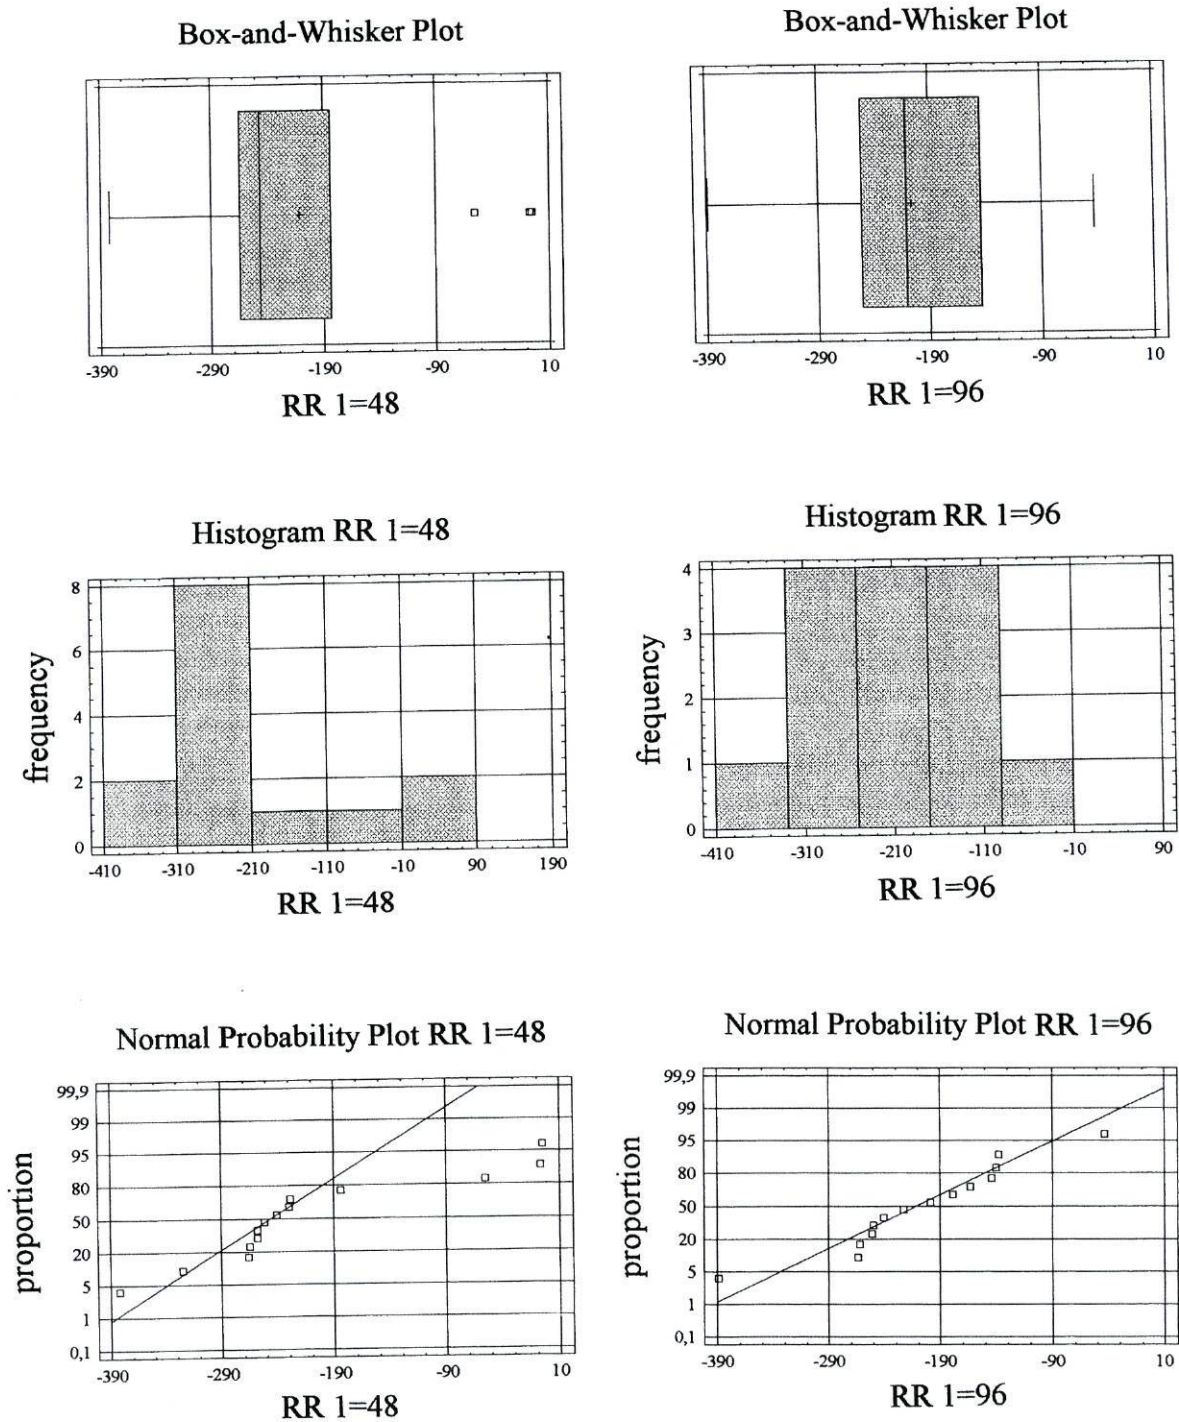 Box-and-Whisker Plot
-390 -290 -190 -90 10
RR 1=48
Box-and-Whisker Plot
-390 -290 -190 -90 10
RR 1=96
Histogram RR 1=48
frequency
8
6
4
2
0
-410 -310 -210 -110 -10 90 190
RR 1=48
Histogram RR 1=96
frequency
4
3
2
1
0
-410 -310 -210 -110 -10 90
RR 1=96
Normal Probability Plot RR 1=48
proportion
99,9
99
95
80
50
20
5
1
0,1
-390 -290 -190 -90 10
RR 1=48
Normal Probability Plot RR 1=96
proportion
99,9
99
95
80
50
20
5
1
0,1
-390 -290 -190 -90 10
RR 1=96